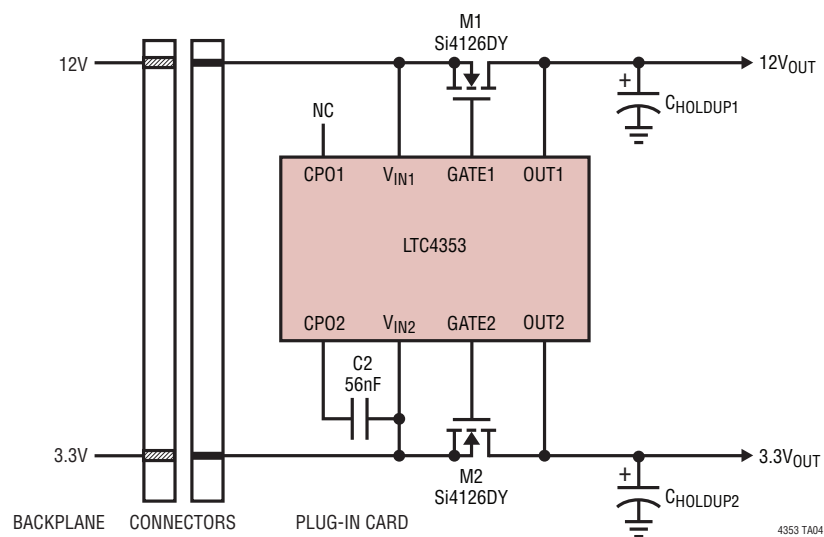 M1
Si4126DY
12V
12VOUT
+
CHOLDUP1
NC
CPO1 VIN1 GATE1 OUT1
LTC4353
CPO2 VIN2 GATE2 OUT2
C2
56nF
3.3V
3.3VOUT
M2
Si4126DY
+
CHOLDUP2
BACKPLANE CONNECTORS PLUG-IN CARD
4353 TA04